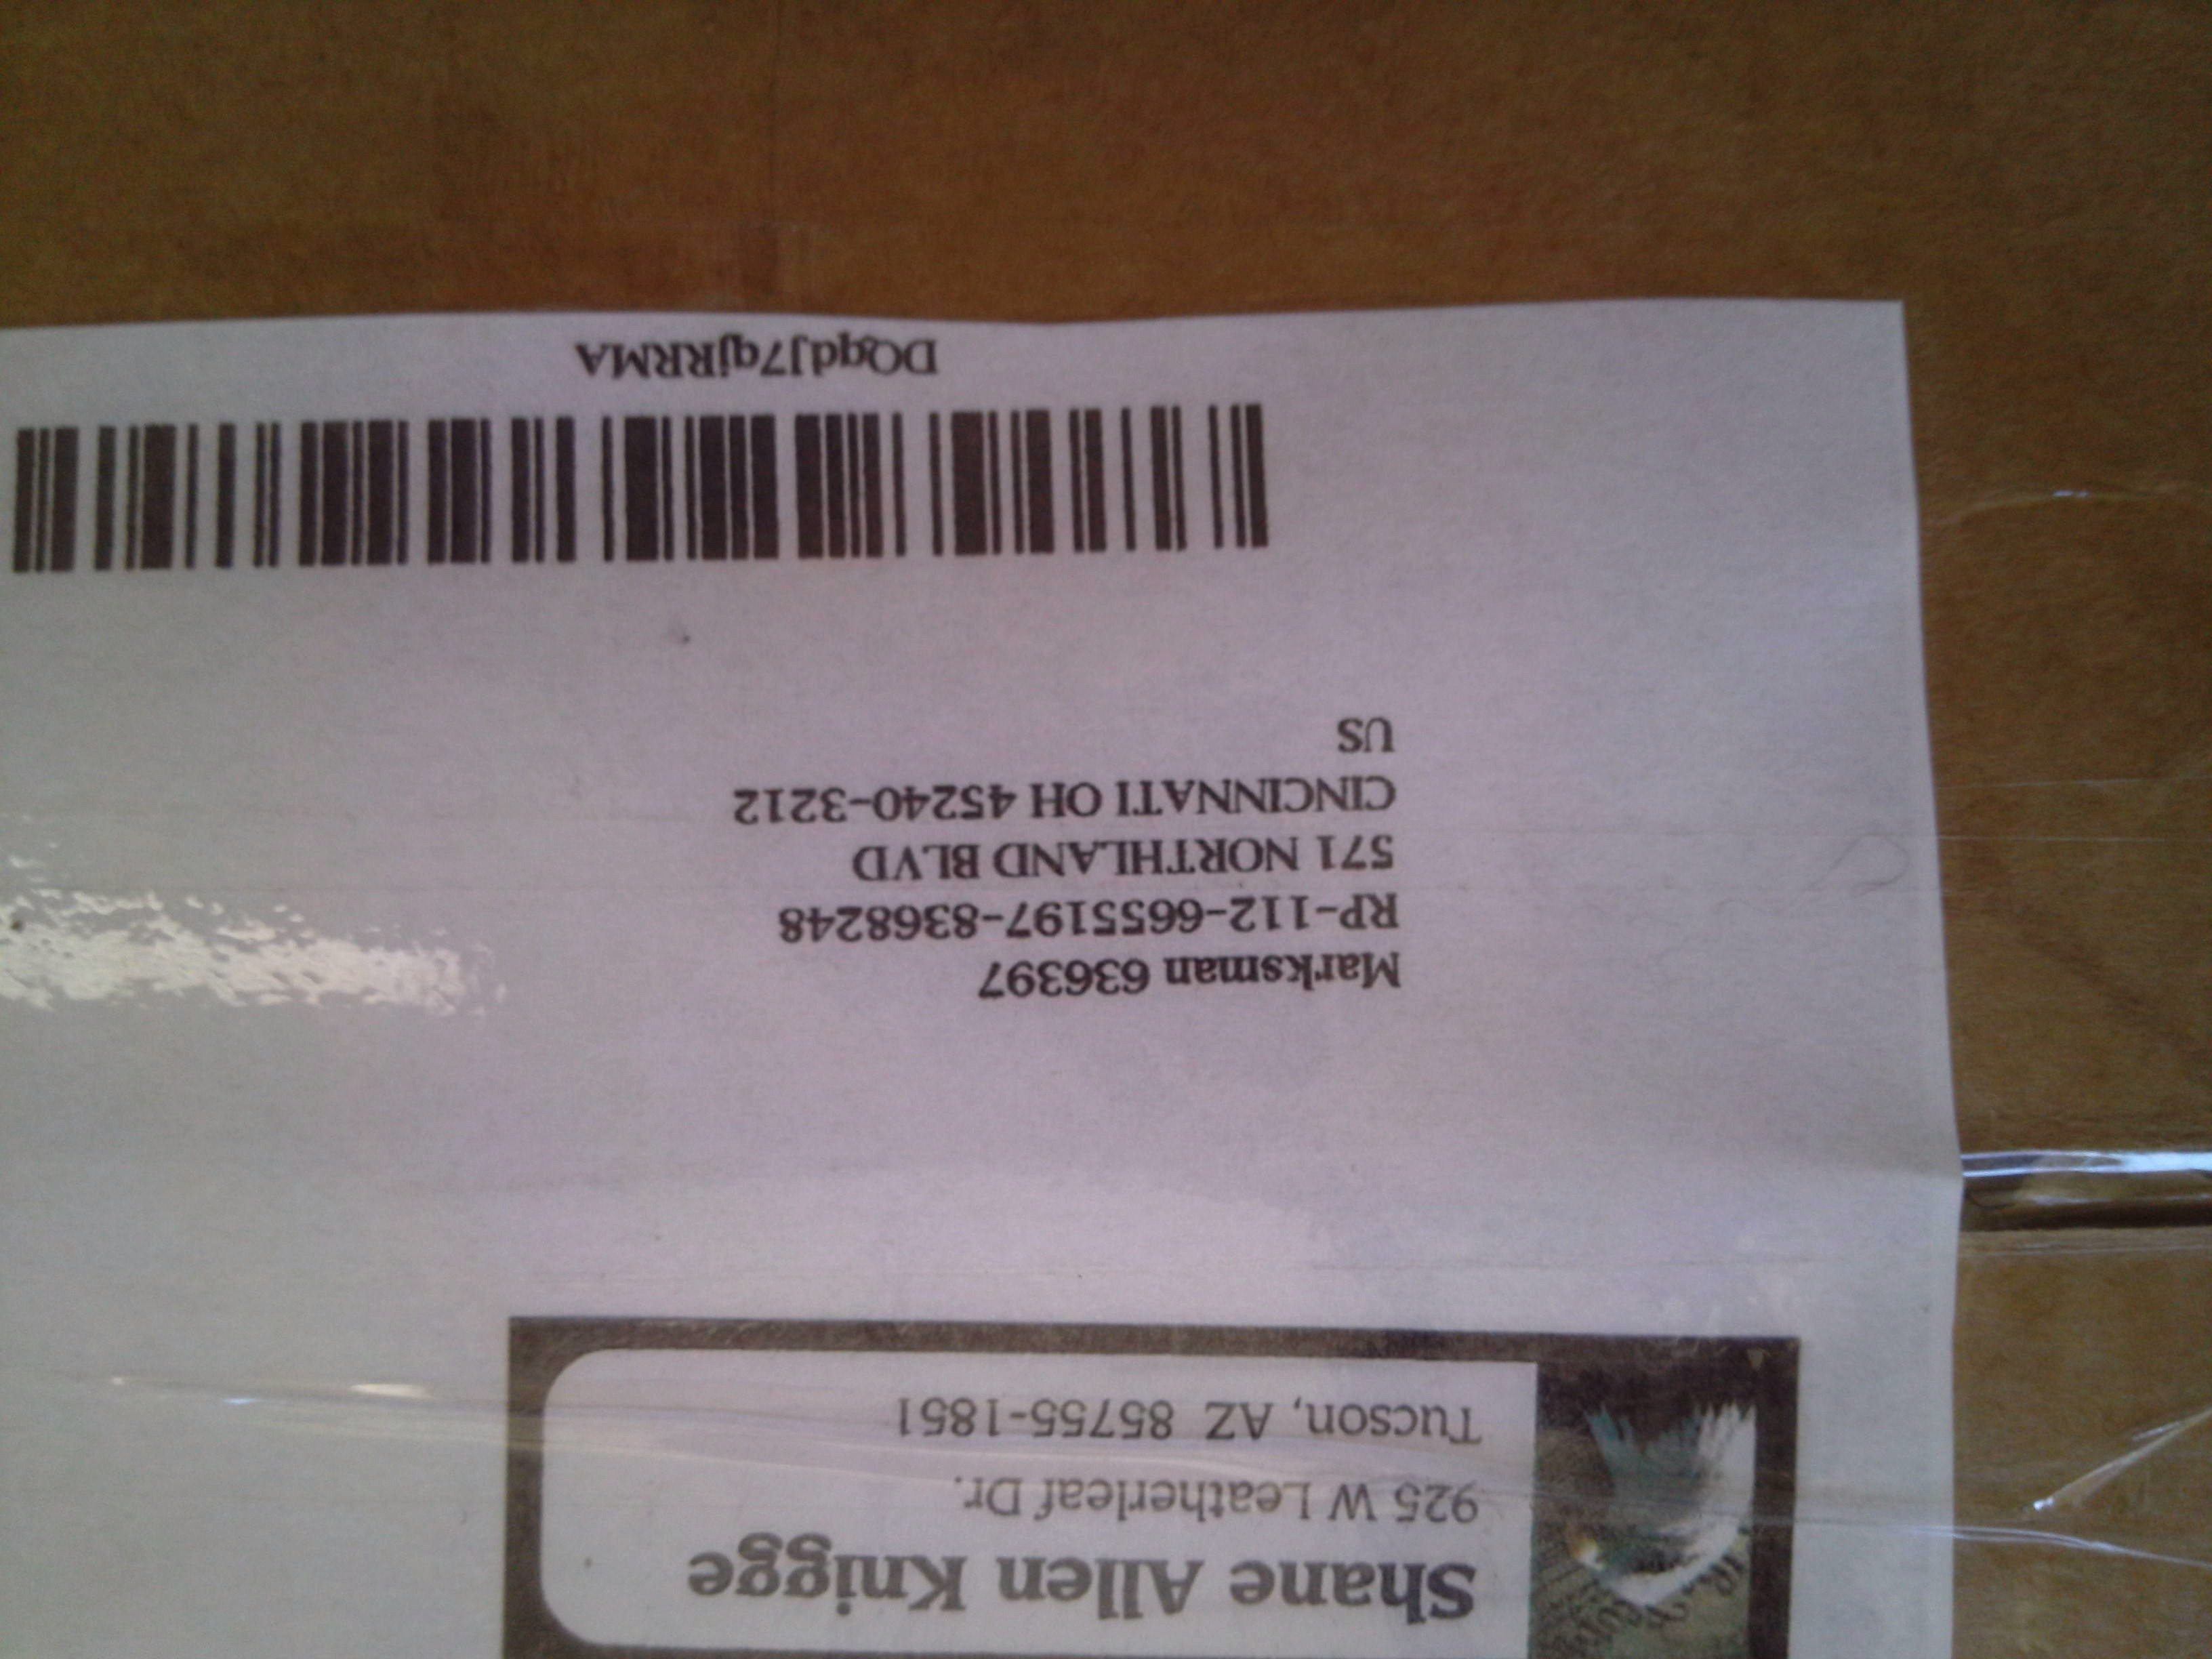 Shane Allen Knigge
925 W Leatherleaf Dr.
Tucson, AZ 85755-1851
Marksman 636397
RP-112-6655197-8368248
571 NORTHLAND BLVD
CINCINNATI OH 45240-3212
US
DQqdJ7qjRRMA